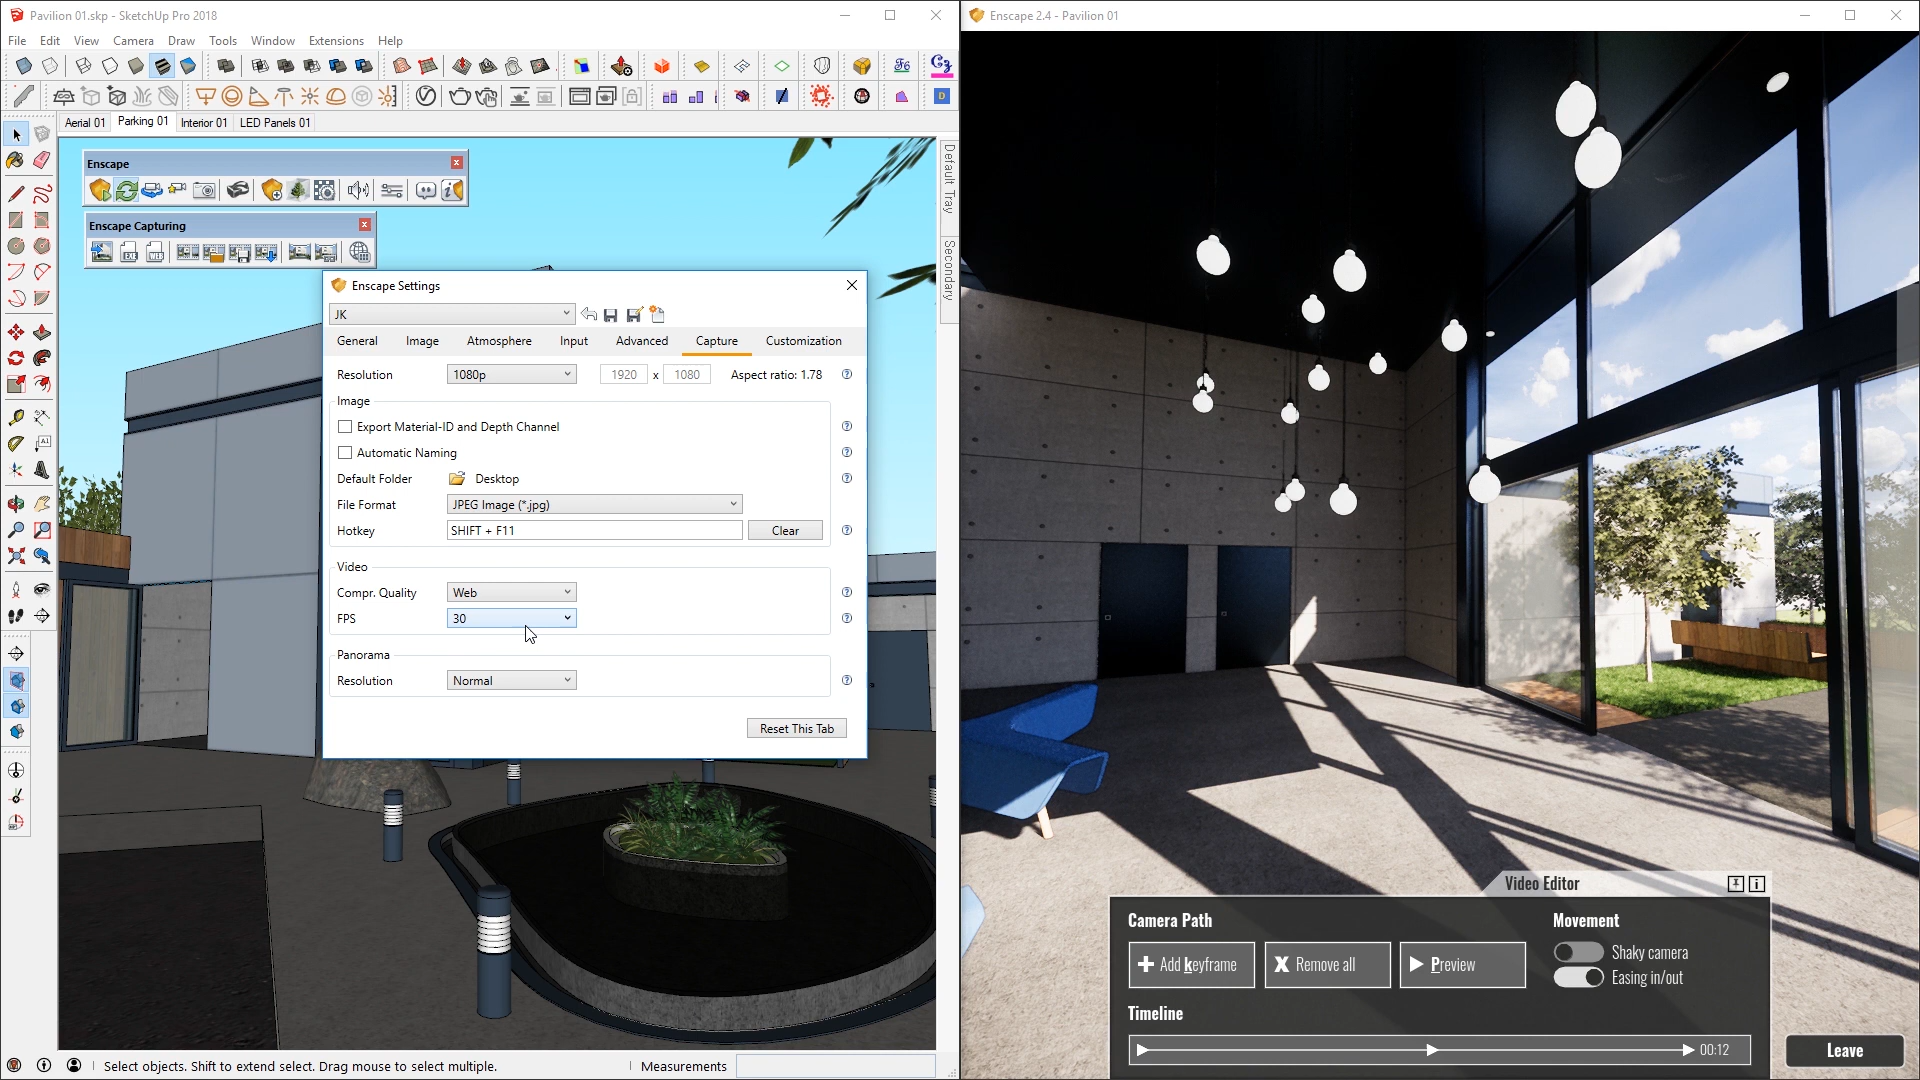 Pavilion 01.skp - SketchUp Pro 2018
File Edit View Camera Draw Tools Window Extensions Help
Aerial 01 Parking 01 Interior 01 LED Panels 01
Enscape
Enscape Capturing
Default Tray
Secondary
Enscape Settings
JK
General Image Atmosphere Input Advanced Capture Customization
Resolution 1080p 1920 x 1080 Aspect ratio: 1.78
Image
Export Material-ID and Depth Channel
Automatic Naming
Default Folder Desktop
File Format JPEG Image (*.jpg)
Hotkey SHIFT + F11 Clear
Video
Compr. Quality Web
FPS 30
Panorama
Resolution Normal
Reset This Tab
Select objects. Shift to extend select. Drag mouse to select multiple.
Measurements
Enscape 2.4 - Pavilion 01
Video Editor
Camera Path Movement
Add keyframe X Remove all Preview
Shaky camera
Easing in/out
Timeline
00:12
Leave